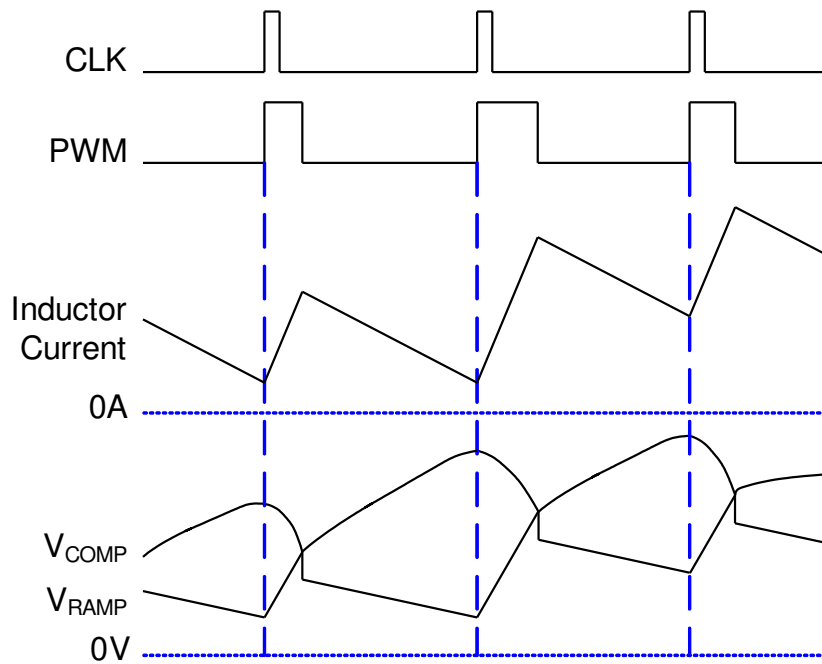 CLK
PWM
Inductor
Current
0A
VCOMP
VRAMP
0V